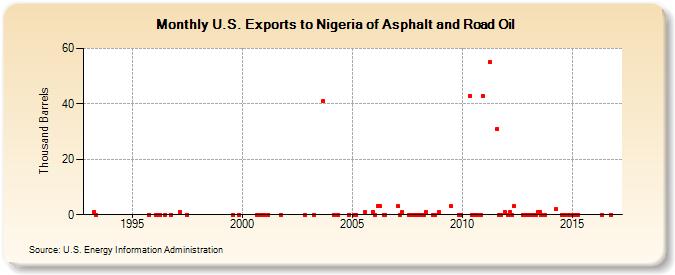 Monthly U.S. Exports to Nigeria of Asphalt and Road Oil
Thousand Barrels
60
40
20
0
1995 2000 2005 2010 2015
Source: U.S. Energy Information Administration